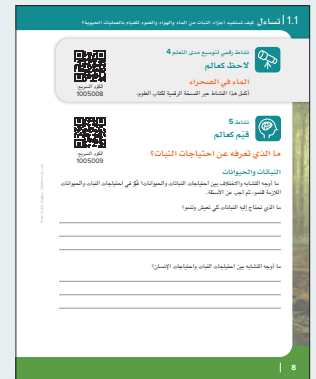 1.1 | تساءل كيف تستفيد أجزاء النبات من الماء والهواء والضوء للقيام بالعمليات الحيوية؟
نشاط رقمي لتوسيع مدى التعلم 4
لاحظ كعالم
الماء في الصحراء
أكمل هذا النشاط عبر النسخة الرقمية لكتاب العلوم.
الكود السريع:
1005008
نشاط 5
قيّم كعالم
الكود السريع:
1005009
ما الذي تعرفه عن احتياجات النبات؟
النباتات والحيوانات
ما أوجه التشابه والاختلاف بين احتياجات النباتات والحيوانات؟ فكّر في احتياجات النبات والحيوانات
اللازمة للنمو، ثم أجب عن الأسئلة.
ما الذي تحتاج إليه النباتات كي تعيش وتنمو؟
ما أوجه التشابه بين احتياجات النبات واحتياجات الإنسان؟
8